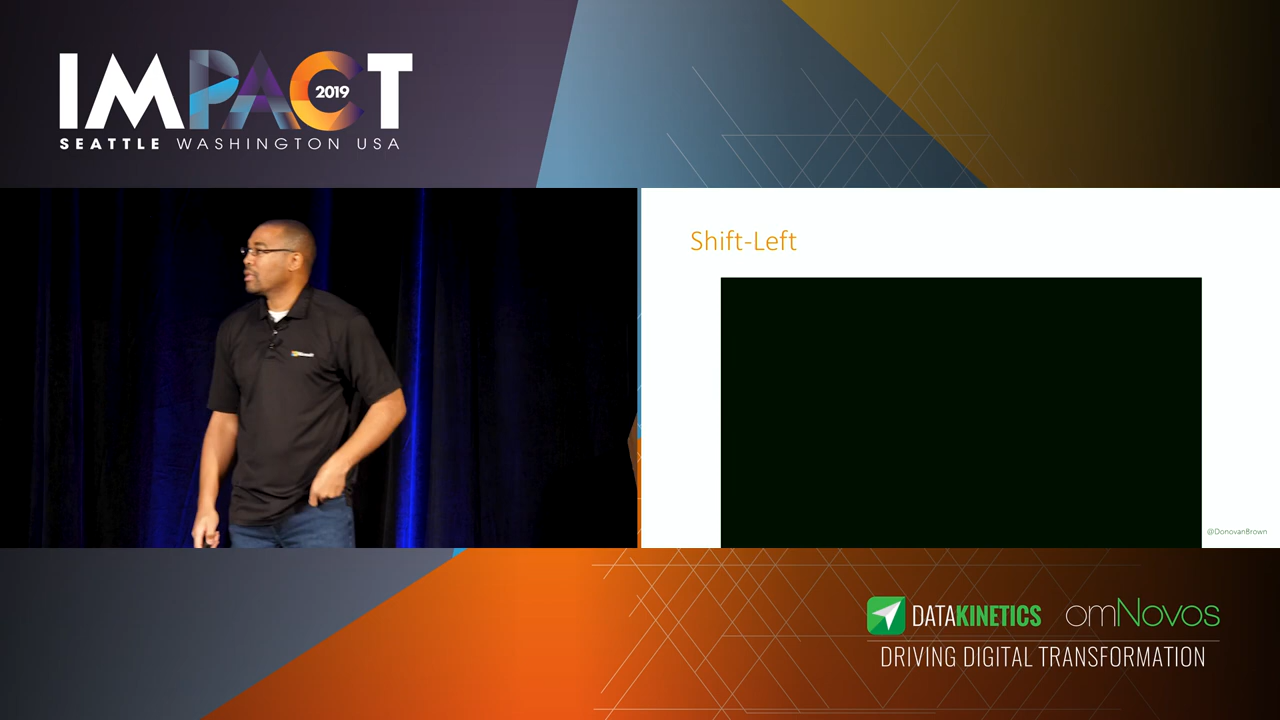 IMPACT
2019
SEATTLE WASHINGTON USA
Shift-Left
@DonovanBrown
DATAKINETICS omNovos
DRIVING DIGITAL TRANSFORMATION